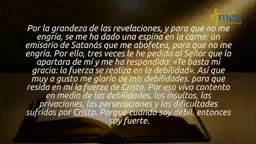 Amen
Por la grandeza de las revelaciones, y para que no me
engría, se me ha dado una espina en la carne: un
emisario de Satanás que me abofetea, para que no me
engría. Por ello, tres veces le he pedido al Señor que lo
apartara de mí y me ha respondido: «Te basta mi
gracia: la fuerza se realiza en la debilidad». Así que
muy a gusto me glorío de mis debilidades, para que
resida en mí la fuerza de Cristo. Por eso vivo contento
en medio de las debilidades, los insultos, las
privaciones, las persecuciones y las dificultades
sufridas por Cristo. Porque cuando soy débil, entonces
soy fuerte.